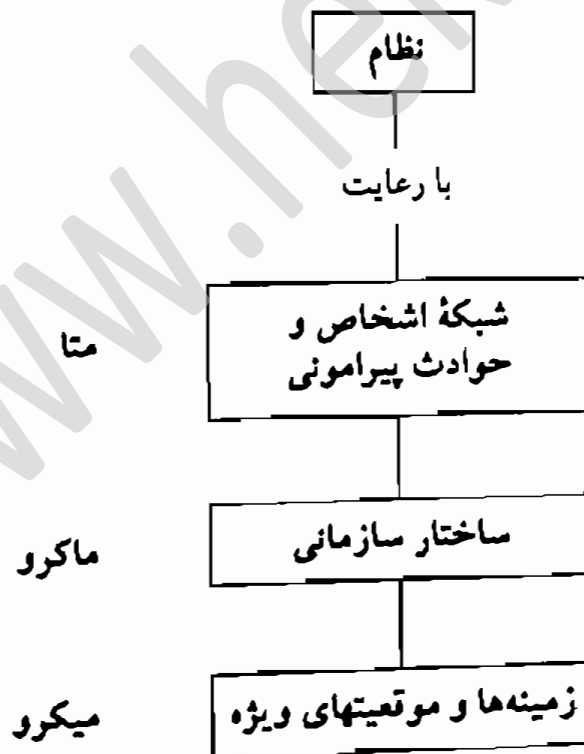 نظام
با رعایت
شبکهٔ اشخاص و
حوادث پیرامونی
متا
ساختار سازمانی
ماکرو
زمینه‌ها و موقعیتهای ویژه
میکرو